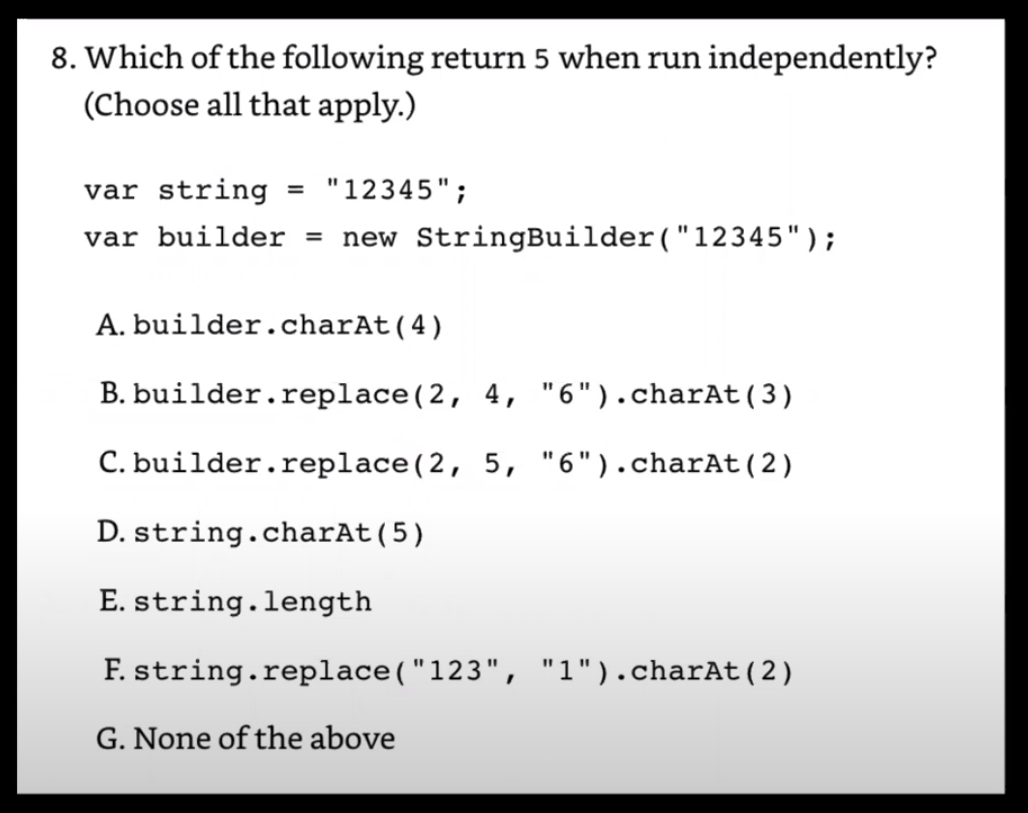 8. Which of the following return 5 when run independently?
(Choose all that apply.)
var string = "12345";
var builder = new StringBuilder("12345");
A. builder.charAt(4)
B. builder.replace(2, 4, "6").charAt(3)
C. builder.replace(2, 5, "6").charAt(2)
D. string.charAt(5)
E. string.length
F. string.replace("123", "1").charAt(2)
G. None of the above